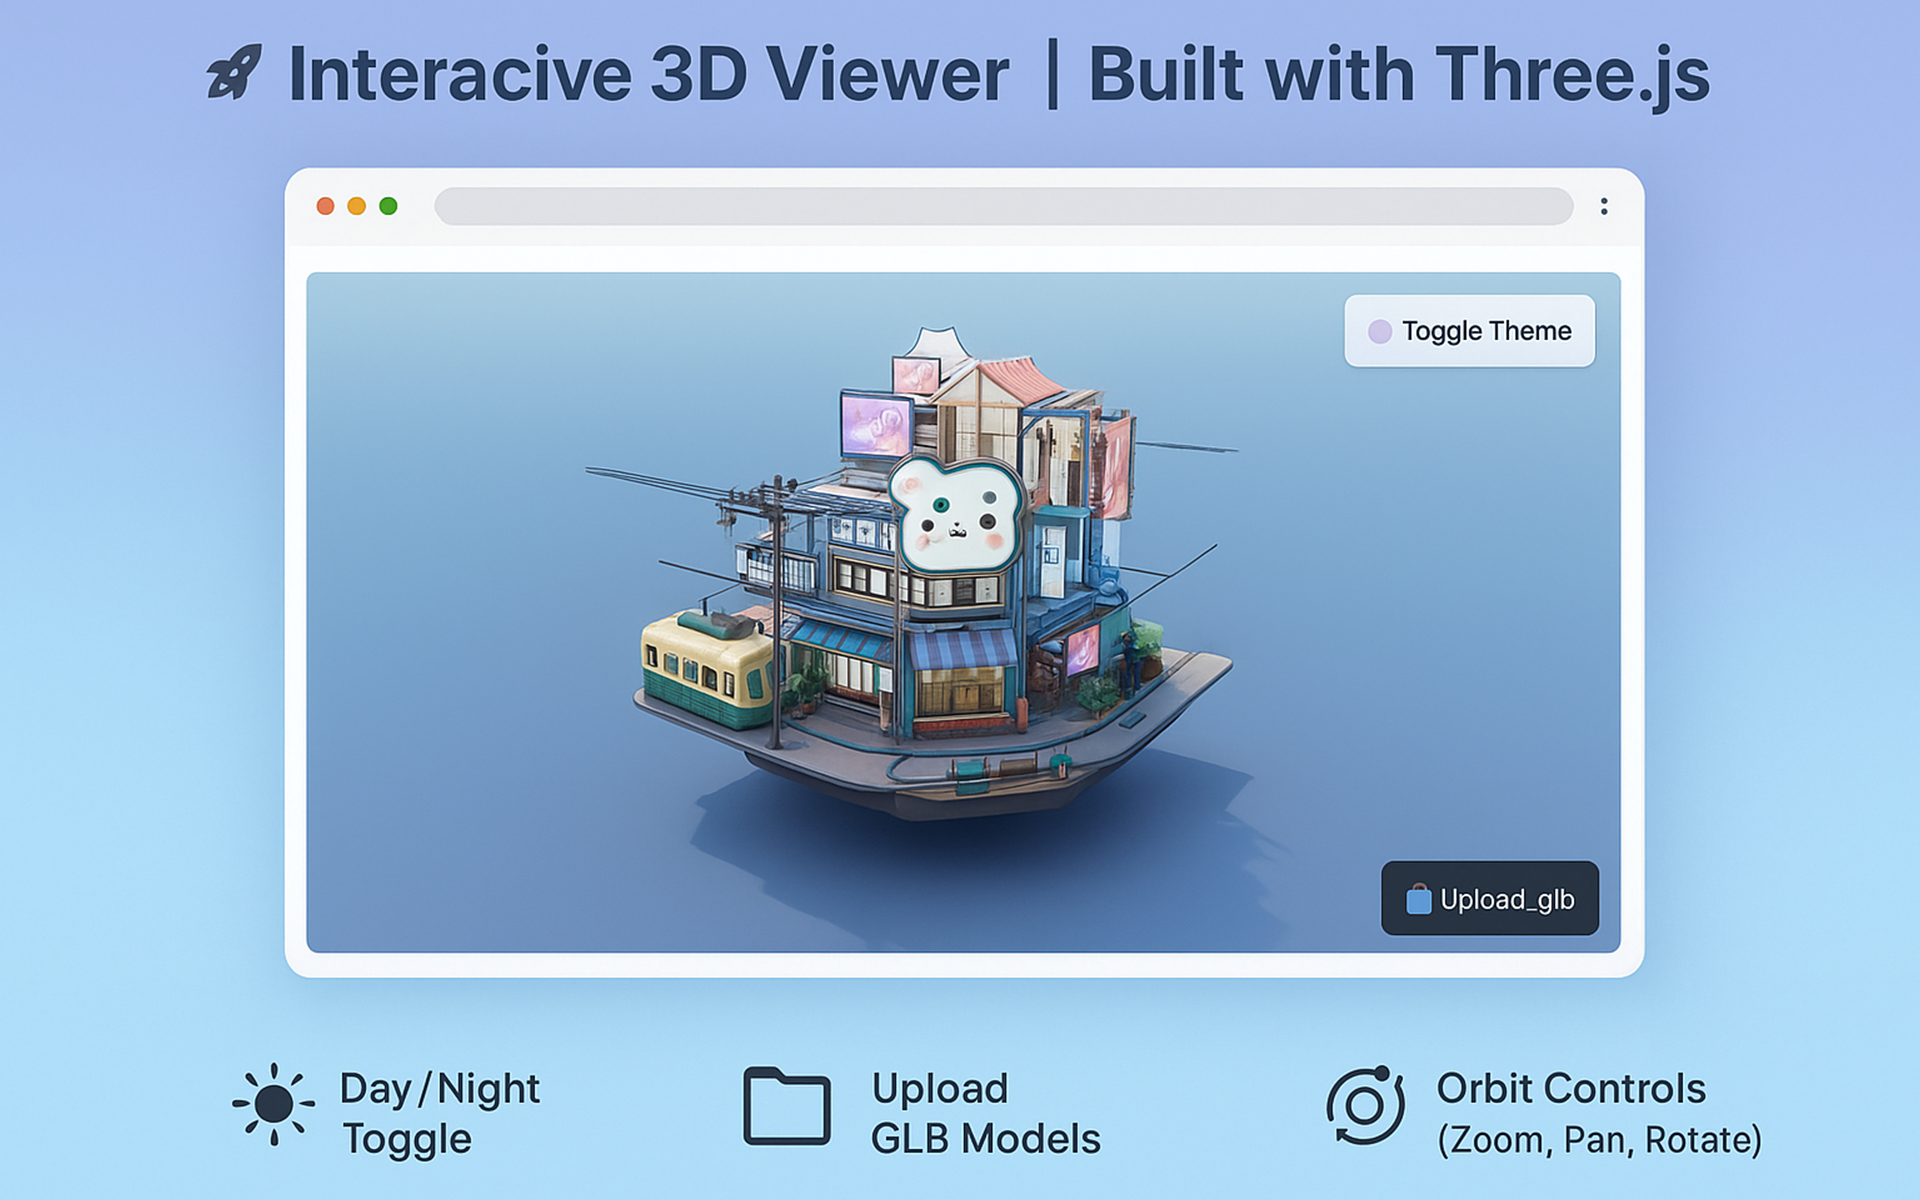 Interacive 3D Viewer | Built with Three.js
Toggle Theme
Upload_glb
Day/Night
Toggle
Upload
GLB Models
Orbit Controls
(Zoom, Pan, Rotate)